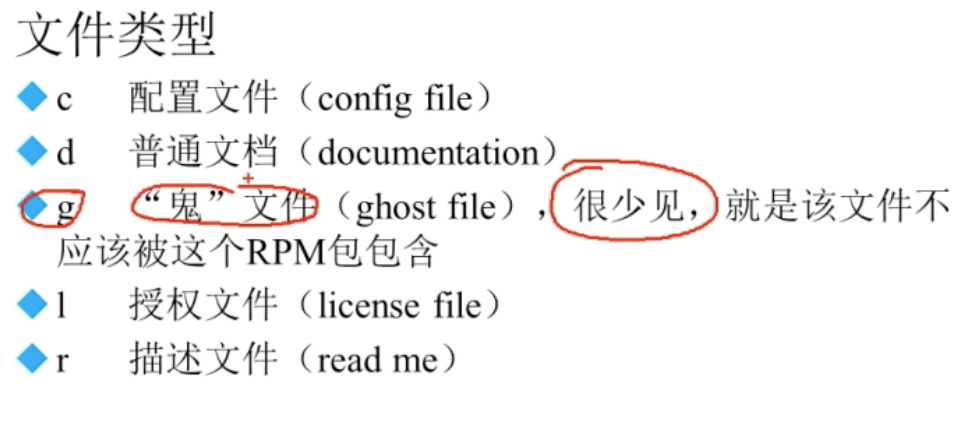 文件类型
c 配置文件（config file）
d 普通文档（documentation）
g “鬼”文件（ghost file），很少见，就是该文件不
应该被这个RPM包包含
l 授权文件（license file）
r 描述文件（read me）